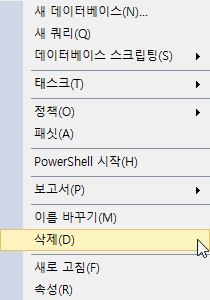 새 데이터베이스(N)...
새 쿼리(Q)
데이터베이스 스크립팅(S)
태스크(T)
정책(O)
패싯(A)
PowerShell 시작(H)
보고서(P)
이름 바꾸기(M)
삭제(D)
새로 고침(F)
속성(R)